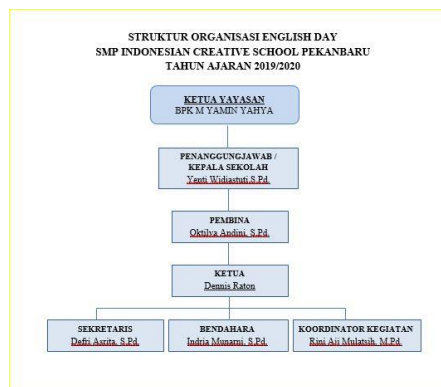 STRUKTUR ORGANISASI ENGLISH DAY
SMP INDONESIAN CREATIVE SCHOOL PEKANBARU
TAHUN AJARAN 2019/2020
KETUA YAYASAN
BPK M YAMIN YAHYA
PENANGGUNGJAWAB /
KEPALA SEKOLAH
Yenti Widiastuti,S.Pd.
PEMBINA
Oktilya Andini, S.Pd.
KETUA
Dennis Raton
SEKRETARIS
Defri Asrita, S.Pd.
BENDAHARA
Indria Munarni, S.Pd.
KOORDINATOR KEGIATAN
Rini Aji Mulatsih, M.Pd.